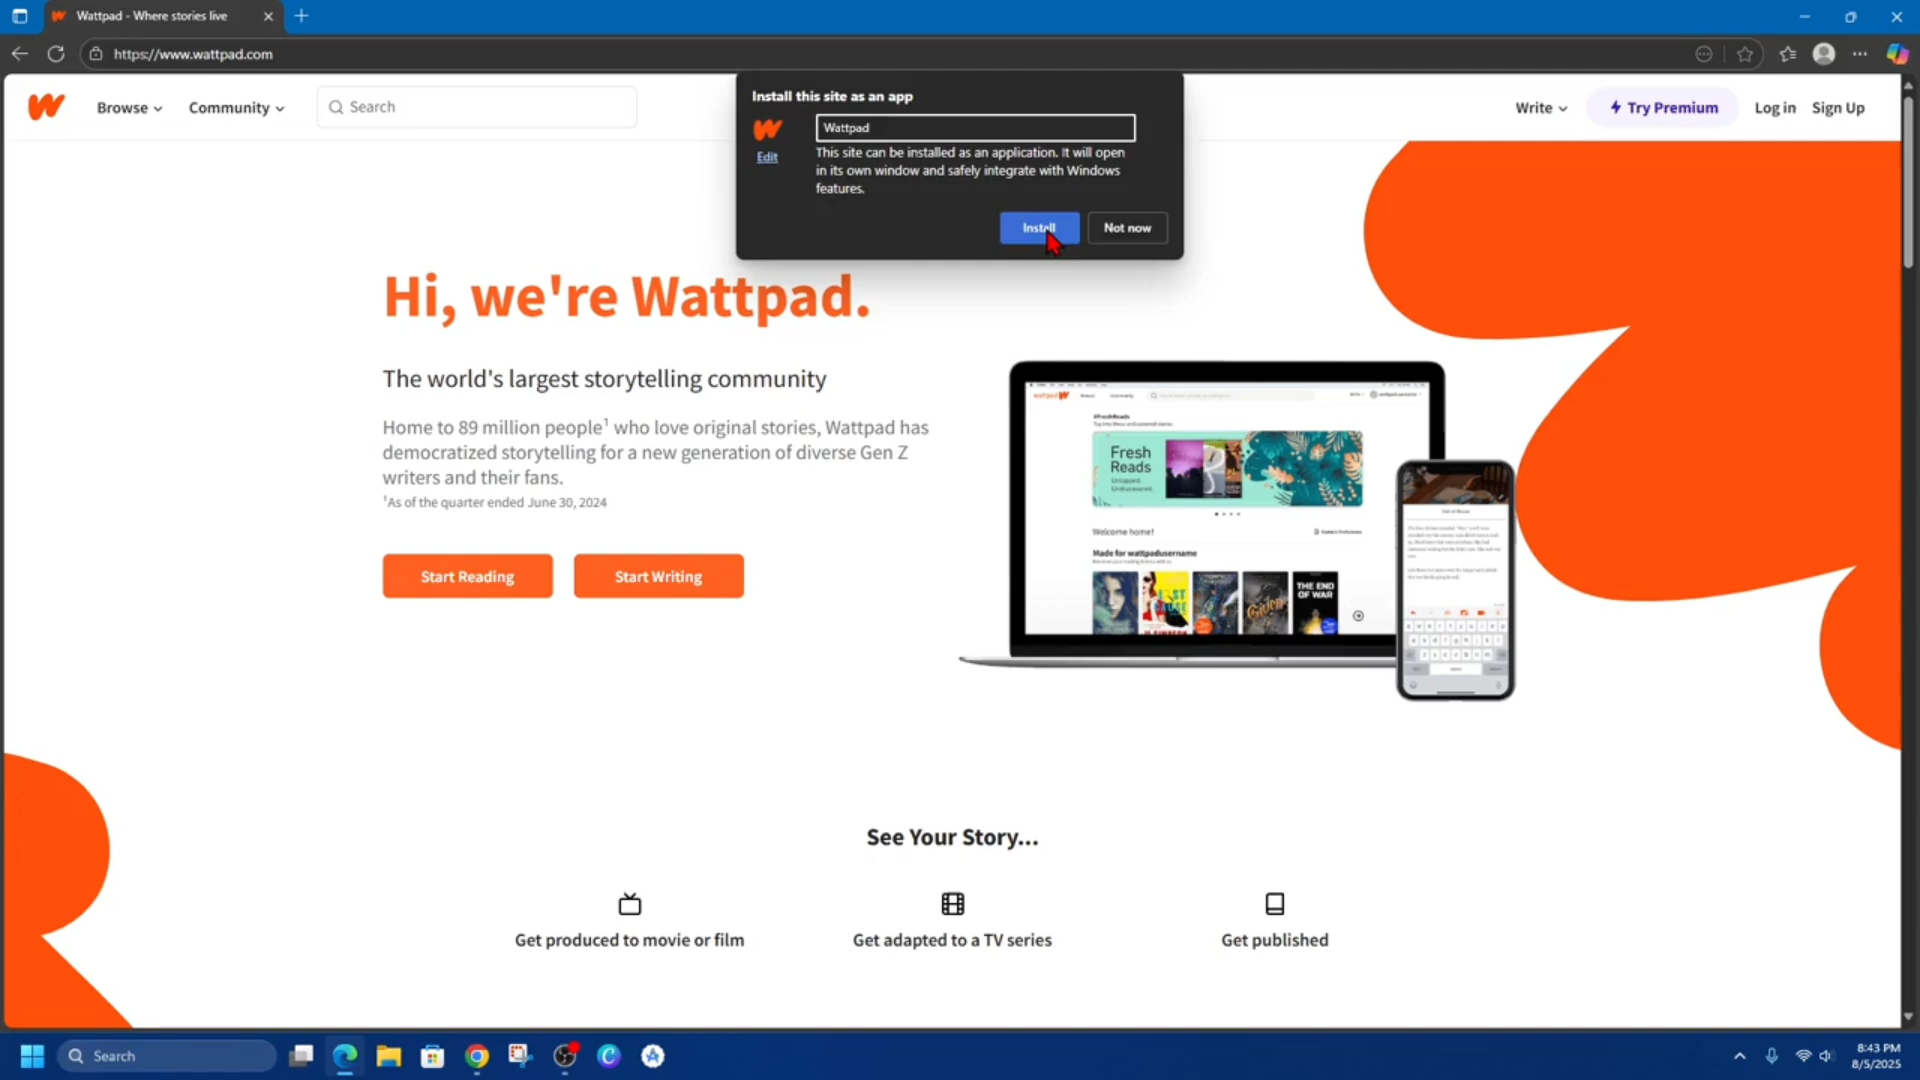 Wattpad - Where stories live
https://www.wattpad.com
Browse
Community
Search
Write
Try Premium
Log in
Sign Up
Install this site as an app
Wattpad
Edit
This site can be installed as an application. It will open
in its own window and safely integrate with Windows
features.
Install
Not now
Hi, we're Wattpad.
The world's largest storytelling community
Home to 89 million people¹ who love original stories, Wattpad has
democratized storytelling for a new generation of diverse Gen Z
writers and their fans.
¹As of the quarter ended June 30, 2024
Start Reading
Start Writing
Fresh
Reads
Untapped.
Undiscovered.
Welcome home!
Made for wattpadusername
THE END
OF WAR
See Your Story...
Get produced to movie or film
Get adapted to a TV series
Get published
Search
8:43 PM
8/5/2025